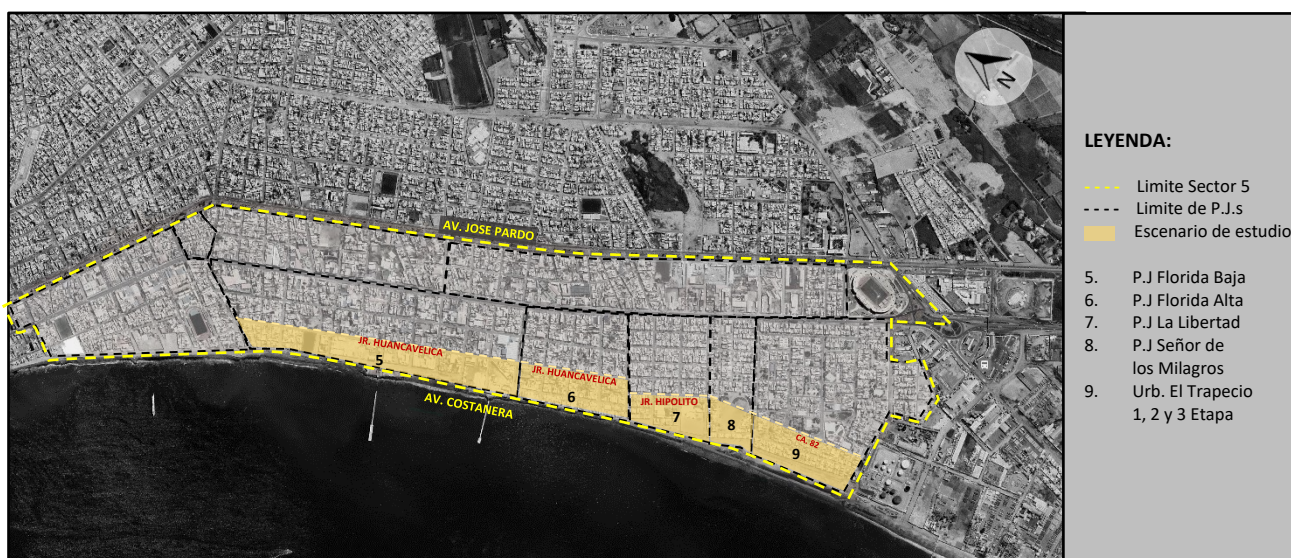 N
AV. JOSE PARDO
JR. HUANCAVELICA
5
JR. HUANCAVELICA
6
AV. COSTANERA
JR. HIPOLITO
7
8
CA. 82
9
LEYENDA:
Limite Sector 5
Limite de P.J.s
Escenario de estudio
5. P.J Florida Baja
6. P.J Florida Alta
7. P.J La Libertad
8. P.J Señor de
los Milagros
9. Urb. El Trapecio
1, 2 y 3 Etapa